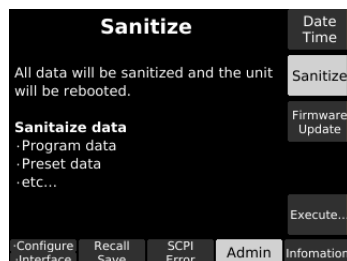 Sanitize
All data will be sanitized and the unit
will be rebooted.
Sanitaize data
·Program data
·Preset data
·etc...
Date
Time
Sanitize
Firmware
Update
Execute...
·Configure
·Interface
Recall
Save
SCPI
Error
Admin
Infomation